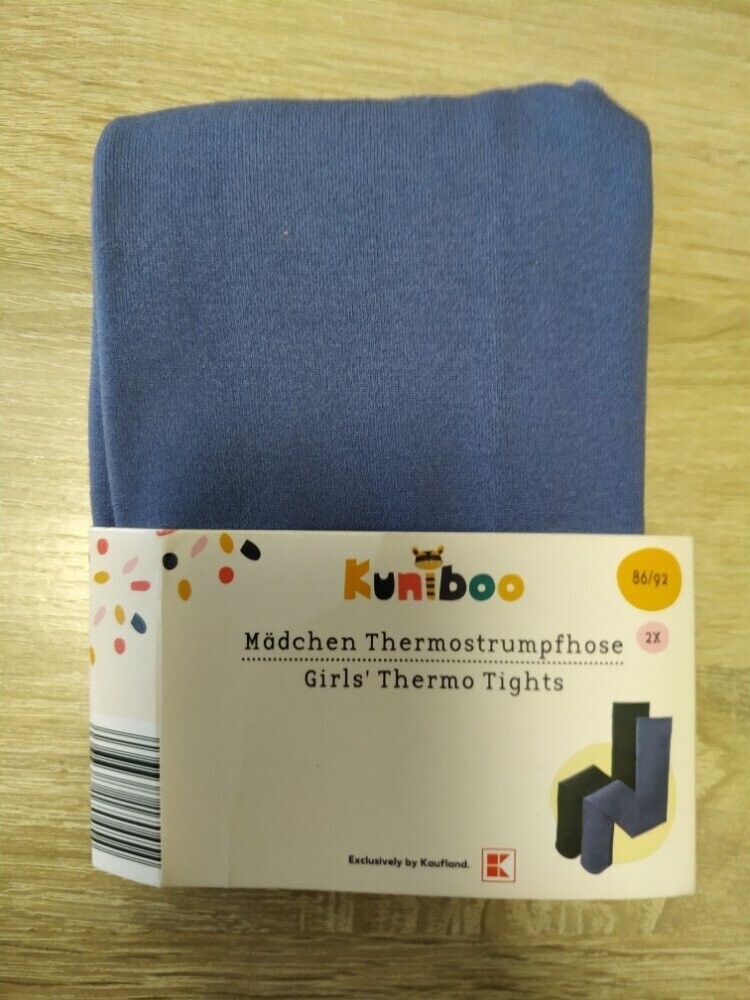 Kuniboo
86/92
Mädchen Thermostrumpfhose
2X
Girls' Thermo Tights
Exclusively by Kaufland.
K